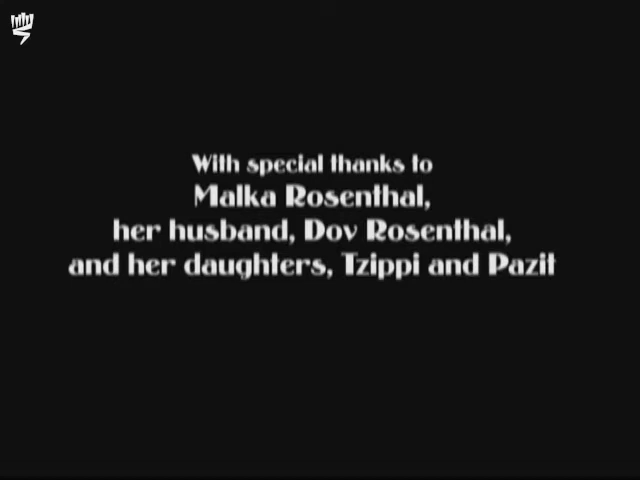 With special thanks to
Malka Rosenthal,
her husband, Dov Rosenthal,
and her daughters, Tzippi and Pazit